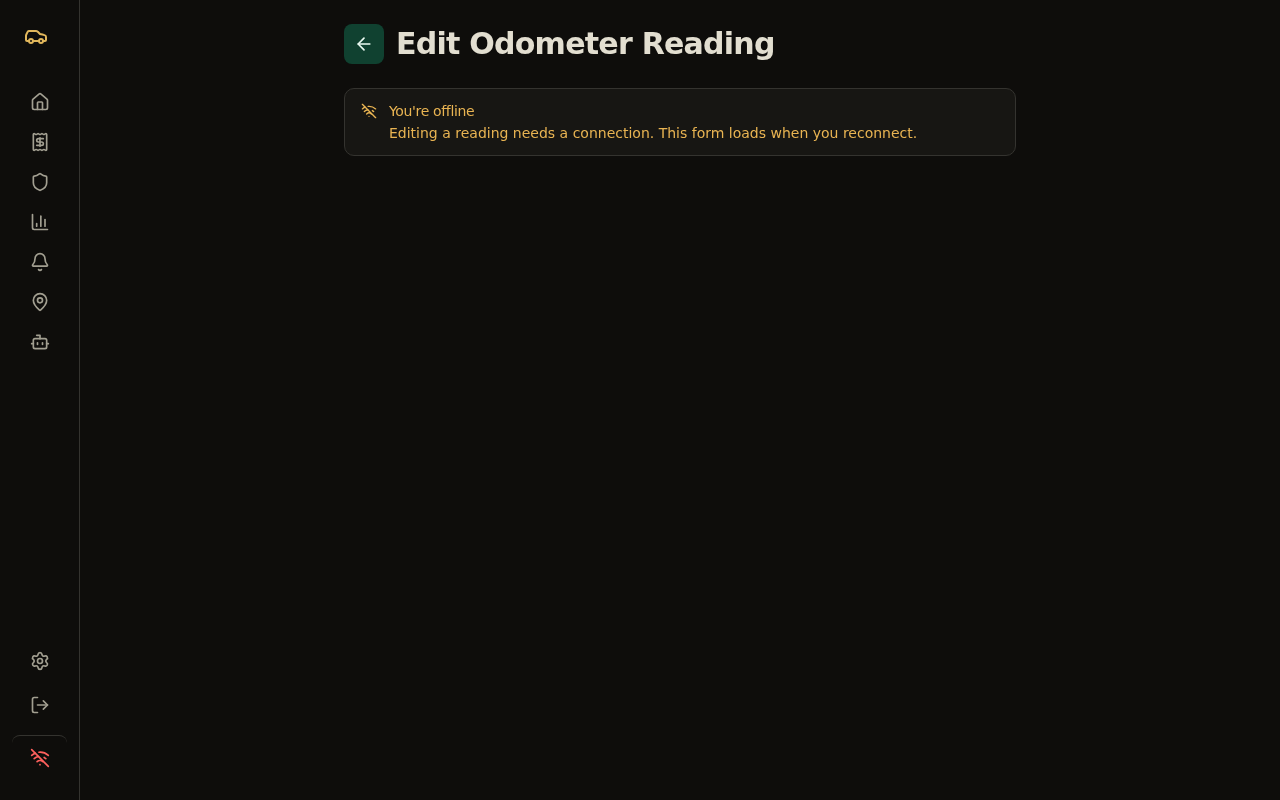 Edit Odometer Reading
You're offline
Editing a reading needs a connection. This form loads when you reconnect.